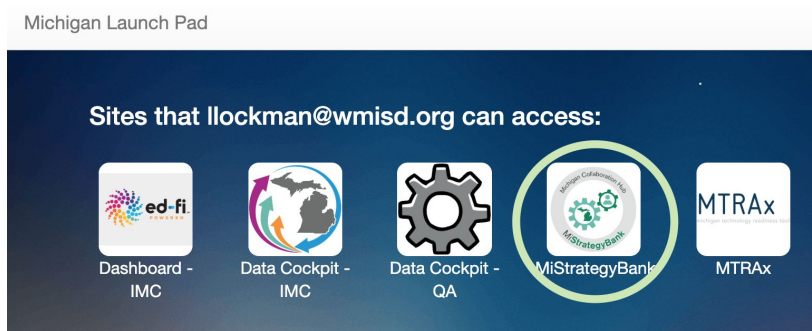 Michigan Launch Pad
Sites that llockman@wmisd.org can access:
ed-fi
POWERED
Michigan Collaboration Hub
MiStrategyBank
MTRAx
michigan technology readiness tool
Dashboard -
IMC
Data Cockpit -
IMC
Data Cockpit -
QA
MiStrategyBank
MTRAx